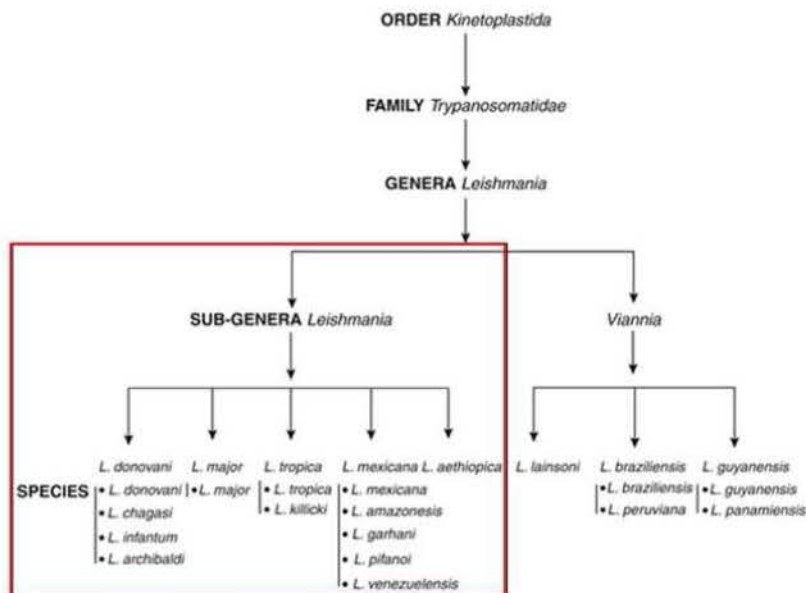 ORDER Kinetoplastida
FAMILY Trypanosomatidae
GENERA Leishmania
SUB-GENERA Leishmania
Viannia
L. donovani L. major L. tropica L. mexicana L. aethiopica L. lainsoni L. braziliensis L. guyanensis
SPECIES • L. donovani • L. major • L. tropica • L. mexicana • L. braziliensis • L. guyanensis
• L. chagasi • L. killicki • L. amazonesis • L. peruviana • L. panamiensis
• L. infantum • L. garhani
• L. archibaldi • L. pifanoi
• L. venezuelensis